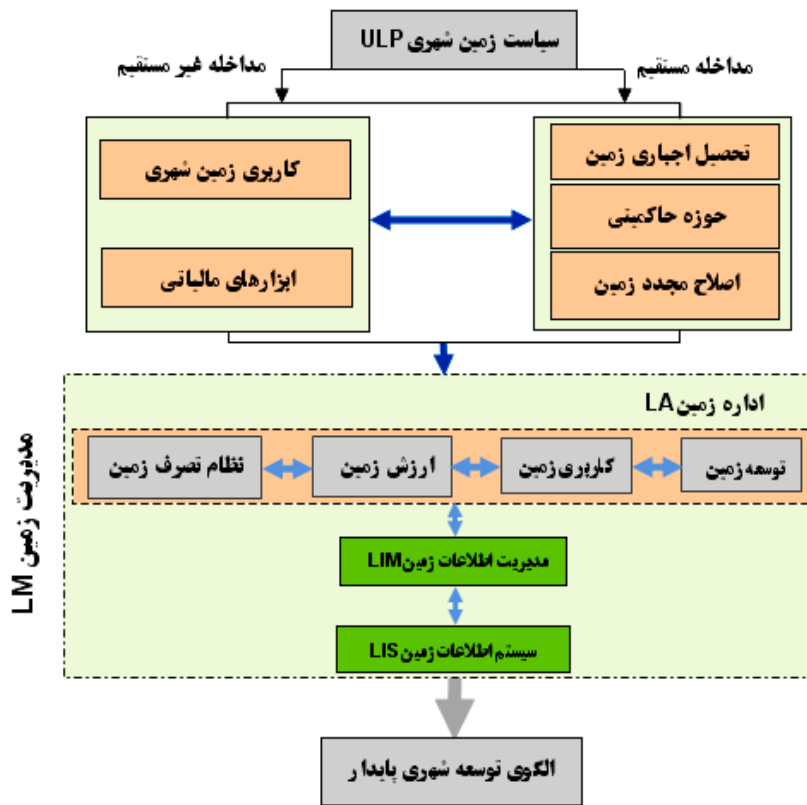 سیاست زمین شهری ULP
مداخله مستقیم
مداخله غیر مستقیم
تحصیل اجباری زمین
حوزه حاکمیتی
اصلاح مجدد زمین
کاربری زمین شهری
ابزارهای مالیاتی
اداره زمین LA
توسعه زمین
کاربری زمین
ارزش زمین
نظام تصرف زمین
مدیریت اطلاعات زمین LIM
سیستم اطلاعات زمین LIS
مدیریت زمین LM
الگوی توسعه شهری پایدار